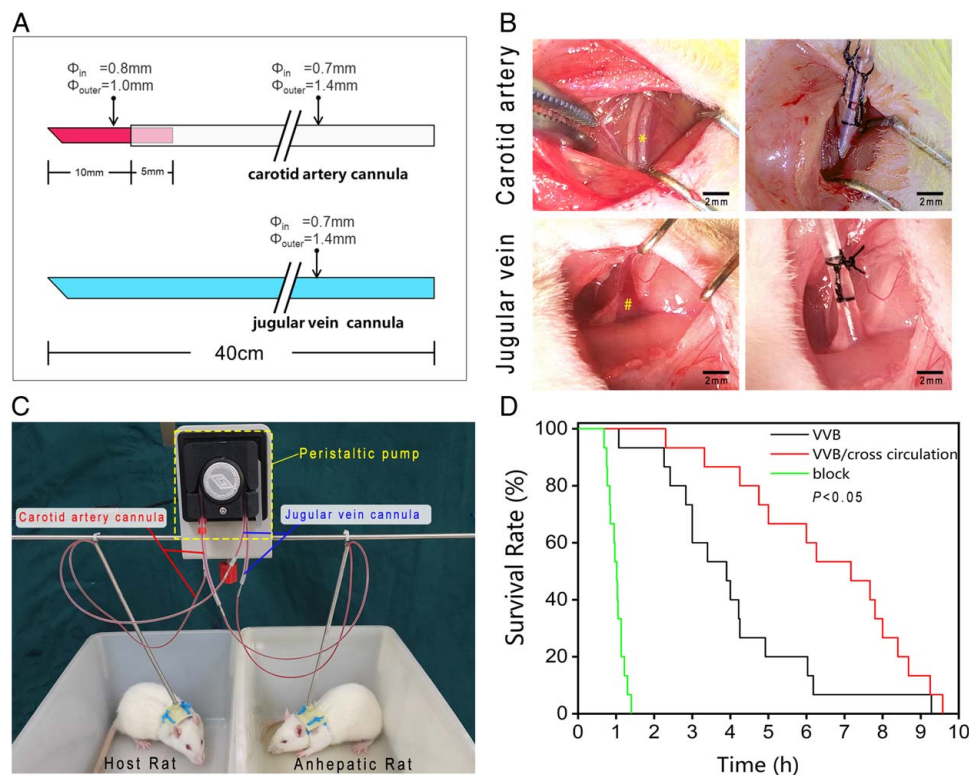 A
Φin =0.8mm
Φouter=1.0mm
Φin =0.7mm
Φouter=1.4mm
10mm
5mm
carotid artery cannula
Φin =0.7mm
Φouter=1.4mm
jugular vein cannula
40cm
B
Carotid artery
*
2mm
2mm
Jugular vein
#
2mm
2mm
C
Peristaltic pump
Carotid artery cannula
Jugular vein cannula
Host Rat
Anhepatic Rat
D
Survival Rate (%)
100
80
60
40
20
0
VVB
VVB/cross circulation
block
P<0.05
0 1 2 3 4 5 6 7 8 9 10
Time (h)